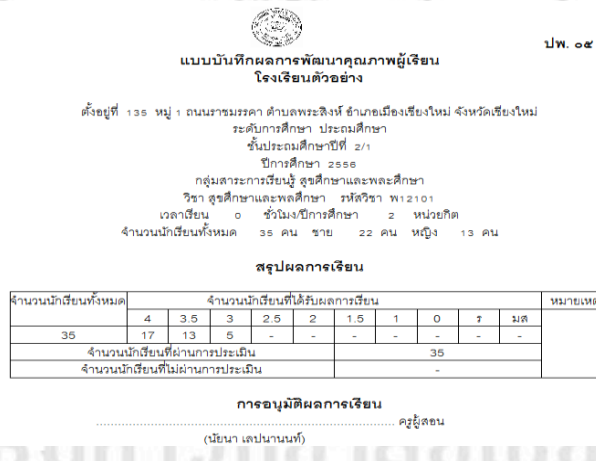 ปพ. ๐๕
แบบบันทึกผลการพัฒนาคุณภาพผู้เรียน
โรงเรียนตัวอย่าง
ตั้งอยู่ที่ 135 หมู่ 1 ถนนราชมรรคา ตำบลพระสิงห์ อำเภอเมืองเชียงใหม่ จังหวัดเชียงใหม่
ระดับการศึกษา ประถมศึกษา
ชั้นประถมศึกษาปีที่ 2/1
ปีการศึกษา 2556
กลุ่มสาระการเรียนรู้ สุขศึกษาและพละศึกษา
วิชา สุขศึกษาและพลศึกษา รหัสวิชา พ12101
เวลาเรียน 0 ชั่วโมง/ปีการศึกษา 2 หน่วยกิต
จำนวนนักเรียนทั้งหมด 35 คน ชาย 22 คน หญิง 13 คน
สรุปผลการเรียน
จำนวนนักเรียนทั้งหมด จำนวนนักเรียนที่ได้รับผลการเรียน หมายเหต
4 3.5 3 2.5 2 1.5 1 0 ร มส
35 17 13 5 - - - - - - -
จำนวนนักเรียนที่ผ่านการประเมิน 35
จำนวนนักเรียนที่ไม่ผ่านการประเมิน -
การอนุมัติผลการเรียน
........................................................................... ครูผู้สอน
(นัยนา เลปนานนท์)